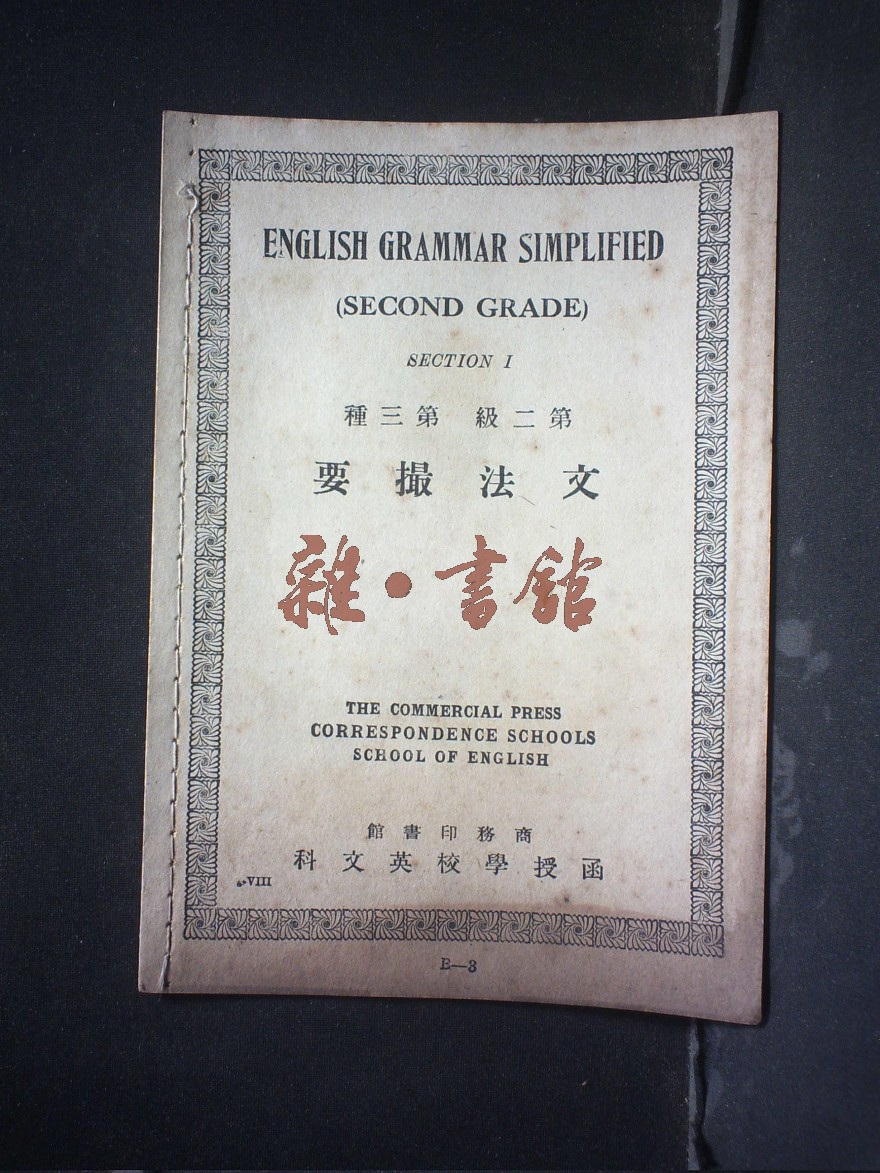 ENGLISH GRAMMAR SIMPLIFIED
(SECOND GRADE)
SECTION I
第二級 第三種
文法撮要
雜·書館
THE COMMERCIAL PRESS
CORRESPONDENCE SCHOOLS
SCHOOL OF ENGLISH
商務印書館
函授學校英文科
VIII
E—3